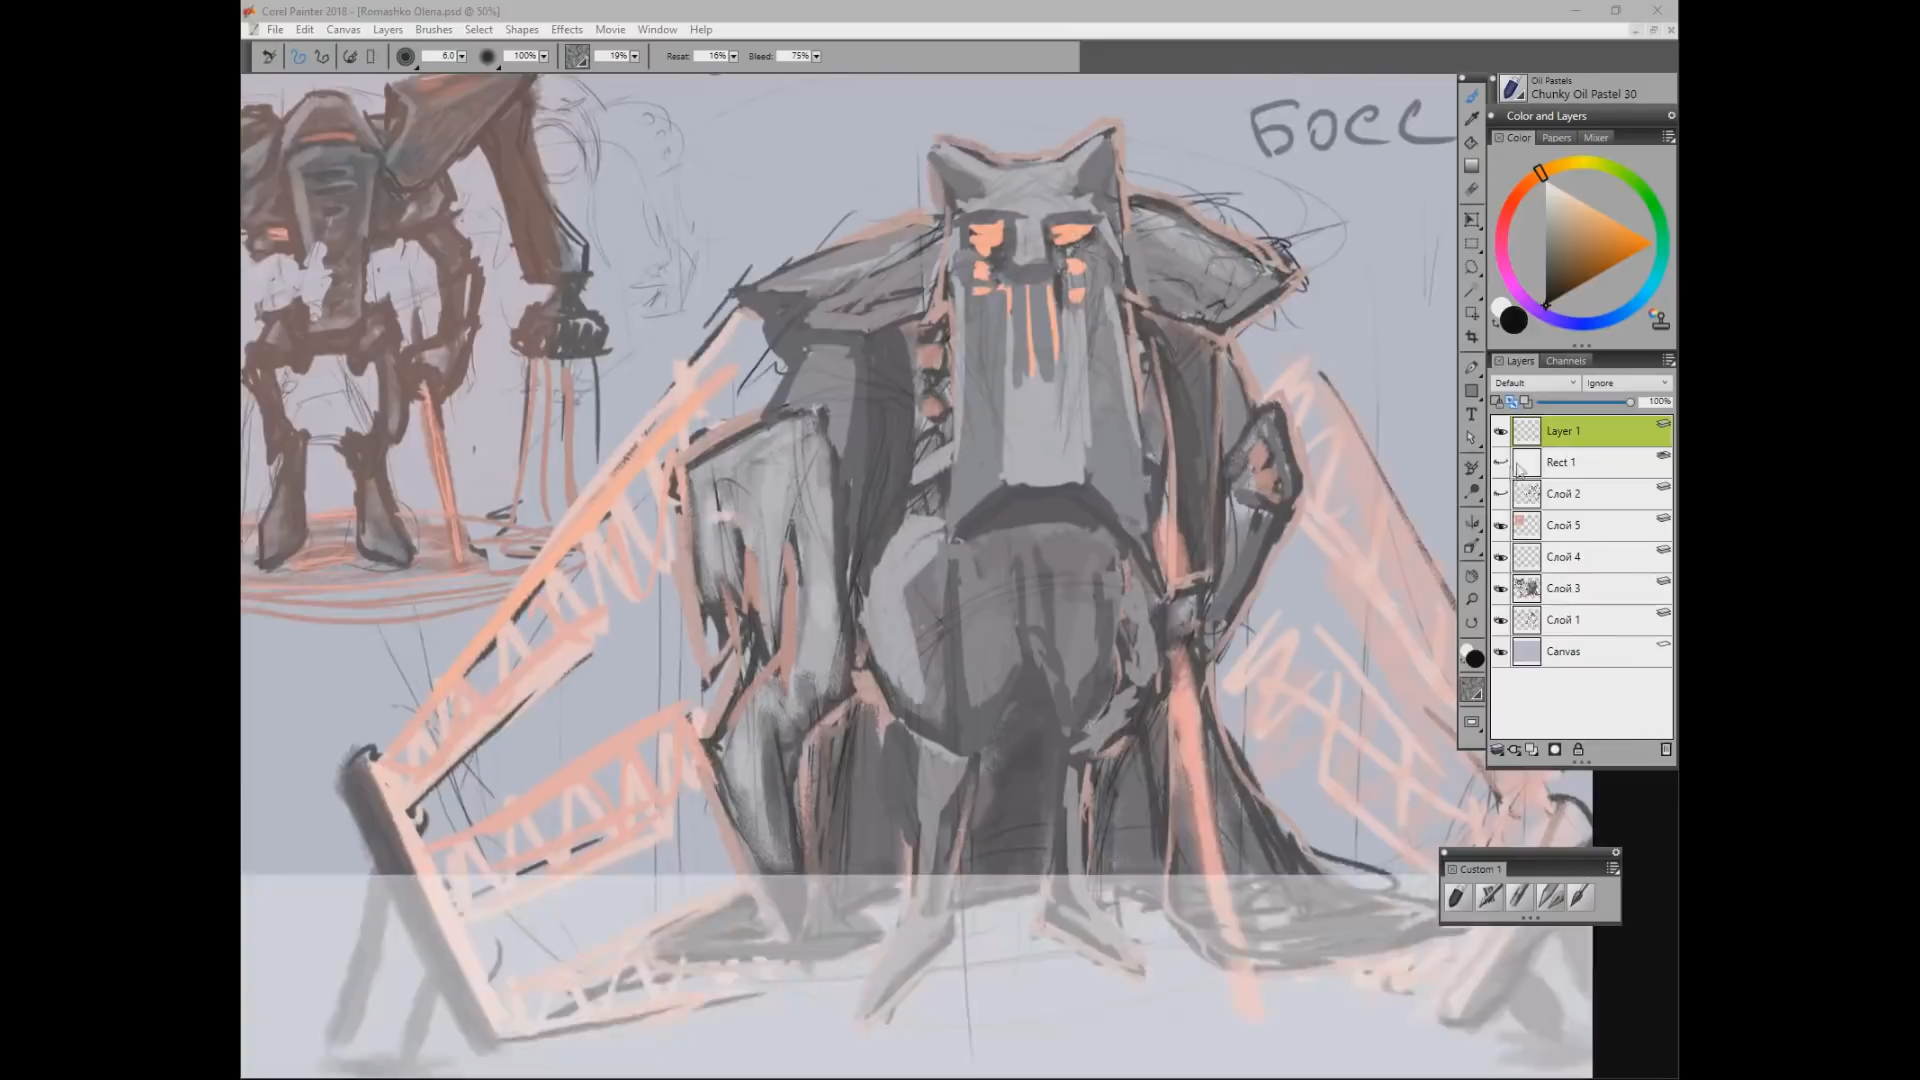 Corel Painter 2018 - [Romashko Olena.psd @ 50%]
File Edit Canvas Layers Brushes Select Shapes Effects Movie Window Help
6.0 100% 19% Resat: 16% Bleed: 75%
Oil Pastels
Chunky Oil Pastel 30
Color and Layers
Color Papers Mixer
БОСС
Layers Channels
Default Ignore
100%
Layer 1
Rect 1
Слой 2
Слой 5
Слой 4
Слой 3
Слой 1
Canvas
Custom 1